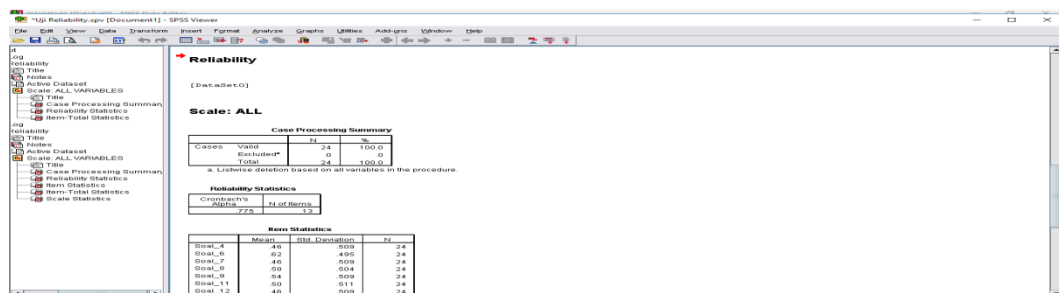 *Uji Reliability.spv [Document1] - SPSS Viewer
File Edit View Data Transform Insert Format Analyze Graphs Utilities Add-ons Window Help
Log
Reliability
Title
Notes
Active Dataset
Scale: ALL VARIABLES
Title
Case Processing Summary
Reliability Statistics
Item-Total Statistics
Log
Reliability
Title
Notes
Active Dataset
Scale: ALL VARIABLES
Title
Case Processing Summary
Reliability Statistics
Item Statistics
Item-Total Statistics
Scale Statistics
Reliability
[DataSet0]
Scale: ALL
Case Processing Summary
N %
Cases Valid 24 100.0
Excludedª 0 .0
Total 24 100.0
a. Listwise deletion based on all variables in the procedure.
Reliability Statistics
Cronbach's Alpha N of Items
.775 13
Item Statistics
Mean Std. Deviation N
Soal_4 .46 .509 24
Soal_6 .62 .495 24
Soal_7 .46 .509 24
Soal_8 .504 24
Soal_9 .54 .509 24
Soal_11 .50 .511 24
Soal_12 .46 .509 24